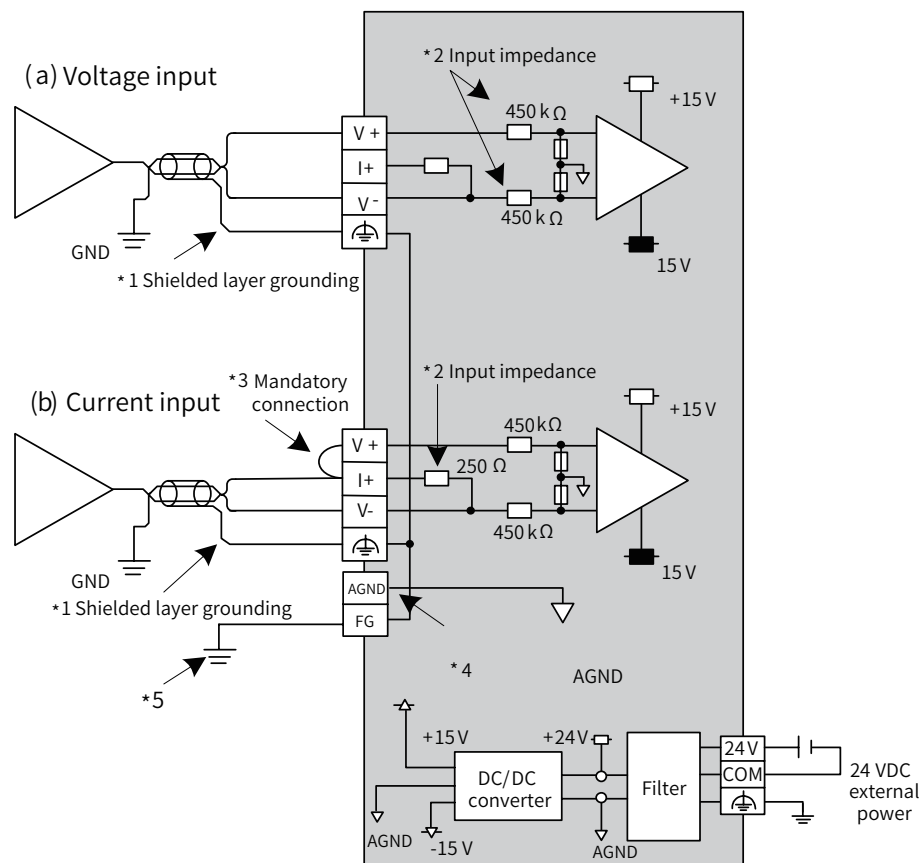 (a) Voltage input
*2 Input impedance
+15 V
450 kΩ
V +
I+
V -
450 kΩ
GND
15 V
*1 Shielded layer grounding
*3 Mandatory
connection
*2 Input impedance
(b) Current input
+15 V
450kΩ
V +
250 Ω
I+
V-
450kΩ
GND
15 V
*1 Shielded layer grounding
AGND
FG
*5
*4
AGND
+15 V
+24V
24V
DC/DC
converter
Filter
COM
24 VDC
external
power
AGND
-15 V
AGND